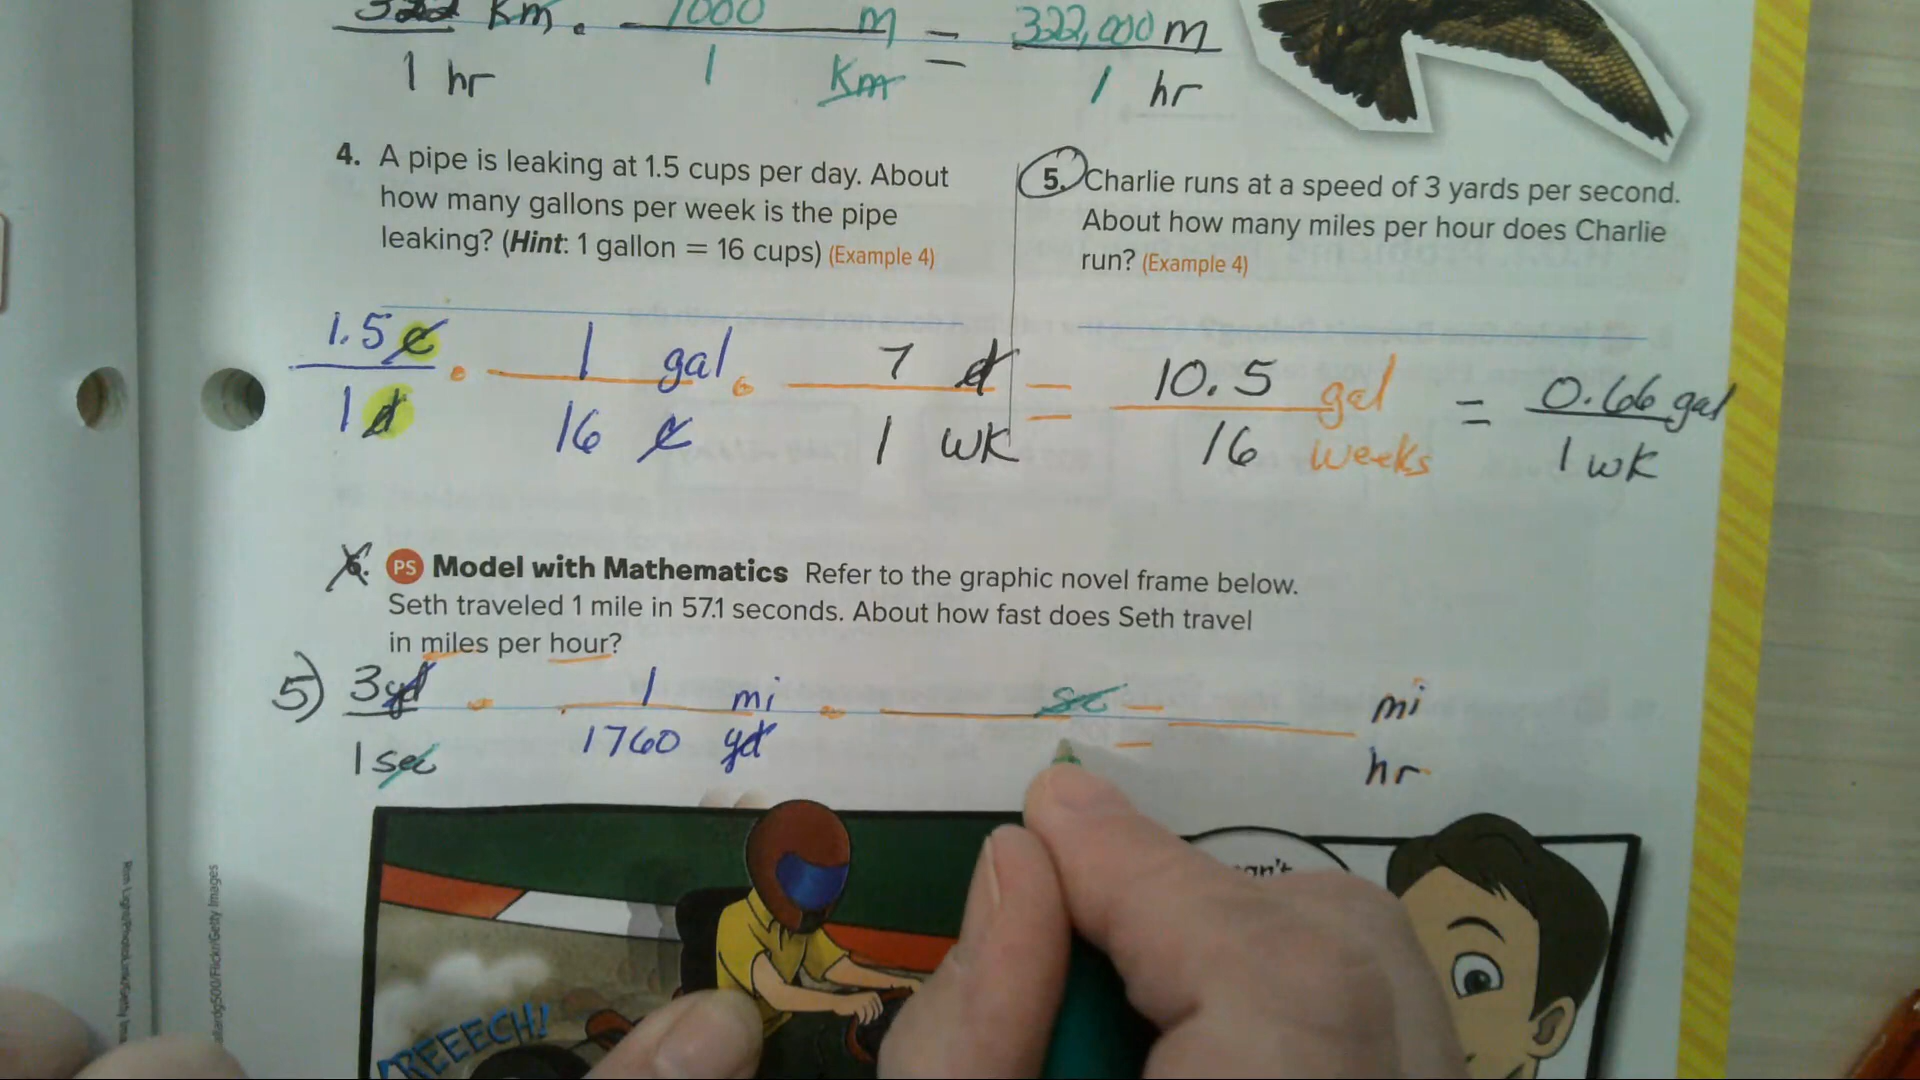 322 Km . 1000 m = 322,000 m
1 hr 1 Km 1 hr
4. A pipe is leaking at 1.5 cups per day. About
how many gallons per week is the pipe
leaking? (Hint: 1 gallon = 16 cups) (Example 4)
5. Charlie runs at a speed of 3 yards per second.
About how many miles per hour does Charlie
run? (Example 4)
1.5 c . 1 gal . 7 d = 10.5 gal = 0.66 gal
1 d 16 c 1 wk 16 weeks 1 wk
6. PS Model with Mathematics Refer to the graphic novel frame below.
Seth traveled 1 mile in 57.1 seconds. About how fast does Seth travel
in miles per hour?
5) 3 yd . 1 mi . sc = mi
1 sec 1760 yd hr
an't
REEECH!